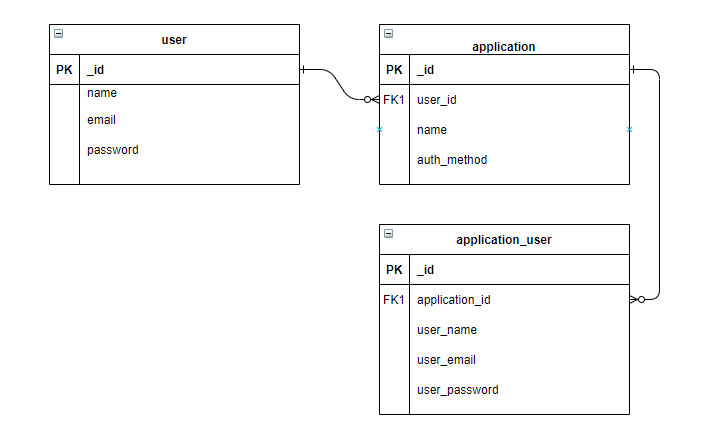 user
PK _id
name
email
password
application
PK _id
FK1 user_id
name
auth_method
application_user
PK _id
FK1 application_id
user_name
user_email
user_password